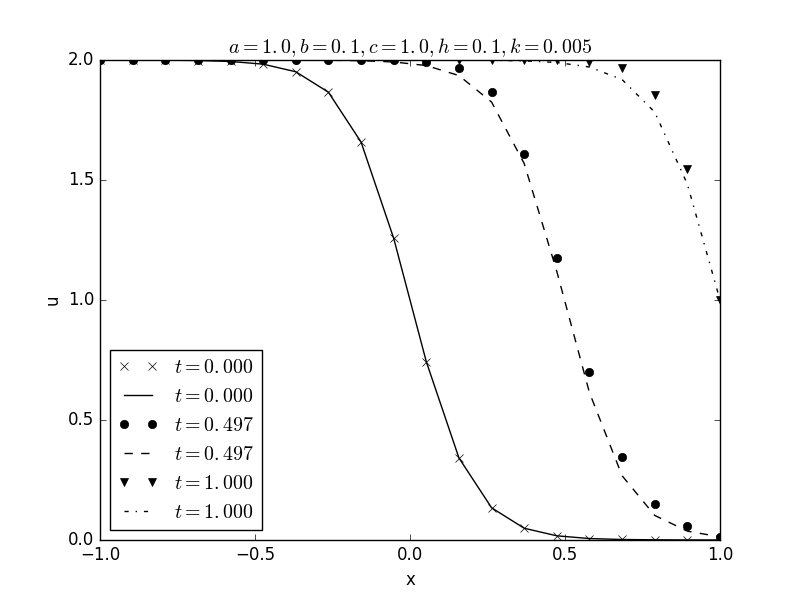 a = 1.0, b = 0.1, c = 1.0, h = 0.1, k = 0.005
2.0
1.5
1.0
0.5
0.0
u
t = 0.000
t = 0.000
t = 0.497
t = 0.497
t = 1.000
t = 1.000
−1.0 −0.5 0.0 0.5 1.0
x